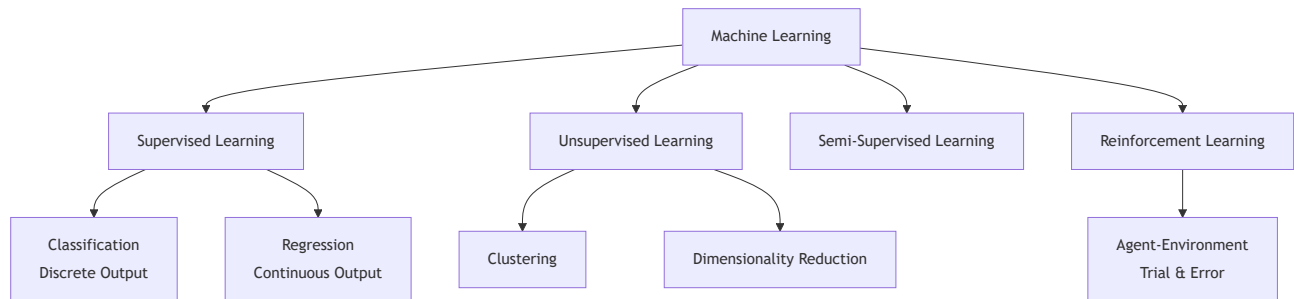 Machine Learning
Supervised Learning
Unsupervised Learning
Semi-Supervised Learning
Reinforcement Learning
Classification
Discrete Output
Regression
Continuous Output
Clustering
Dimensionality Reduction
Agent-Environment
Trial & Error